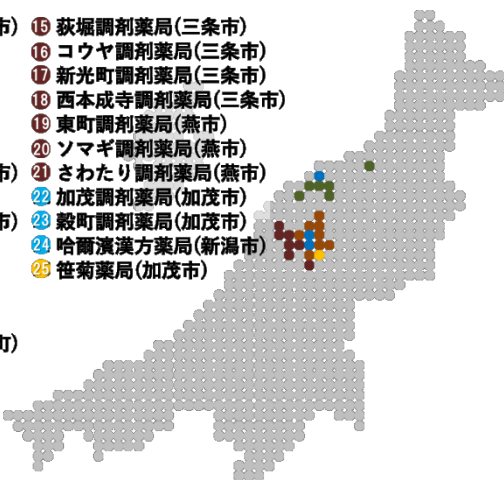 市)
⑮ 荻堀調剤薬局(三条市)
⑯ コウヤ調剤薬局(三条市)
⑰ 新光町調剤薬局(三条市)
⑱ 西本成寺調剤薬局(三条市)
⑲ 東町調剤薬局(燕市)
⑳ ソマギ調剤薬局(燕市)
市)
㉑ さわたり調剤薬局(燕市)
㉒ 加茂調剤薬局(加茂市)
市)
㉓ 穀町調剤薬局(加茂市)
㉔ 哈爾濱漢方薬局(新潟市)
㉕ 笹菊薬局(加茂市)
町)